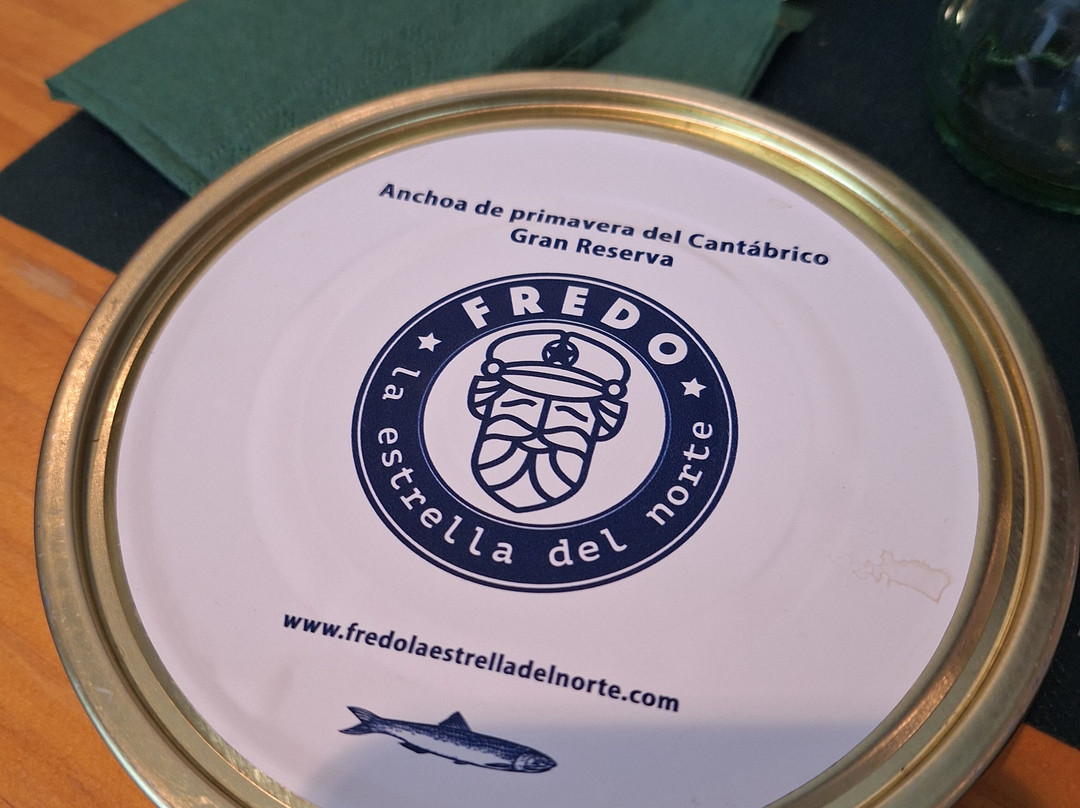 Anchoa de primavera del Cantábrico
Gran Reserva
FREDO
la estrella del norte
www.fredolaestrelladelnorte.com